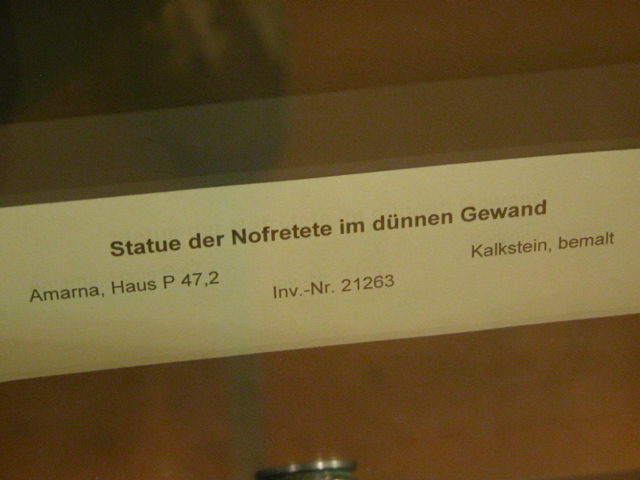 Statue der Nofretete im dünnen Gewand
Amarna, Haus P 47,2 Inv.-Nr. 21263 Kalkstein, bemalt